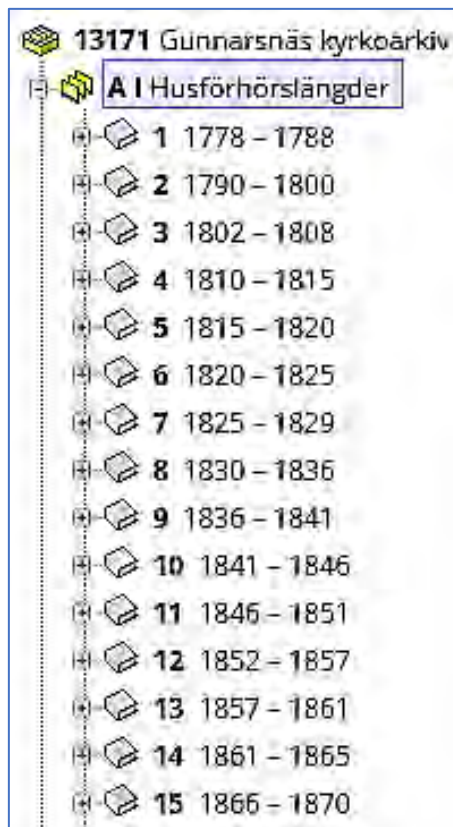 13171 Gunnarsnäs kyrkoarkiv
A I Husförhörslängder
1 1778 – 1788
2 1790 – 1800
3 1802 – 1808
4 1810 – 1815
5 1815 – 1820
6 1820 – 1825
7 1825 – 1829
8 1830 – 1836
9 1836 – 1841
10 1841 – 1846
11 1846 – 1851
12 1852 – 1857
13 1857 – 1861
14 1861 – 1865
15 1866 – 1870